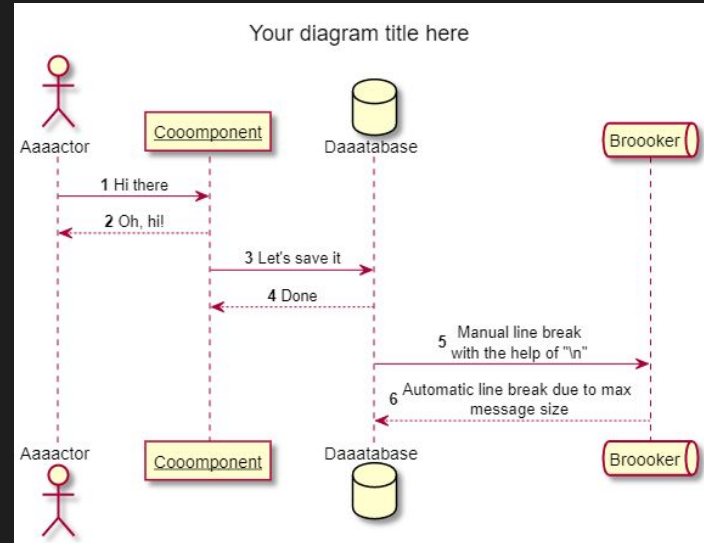 Your diagram title here
Aaaactor
Cooomponent
Daaatabase
Broooker
1 Hi there
2 Oh, hi!
3 Let's save it
4 Done
5 Manual line break
with the help of "\n"
6 Automatic line break due to max
message size
Aaaactor
Cooomponent
Daaatabase
Broooker